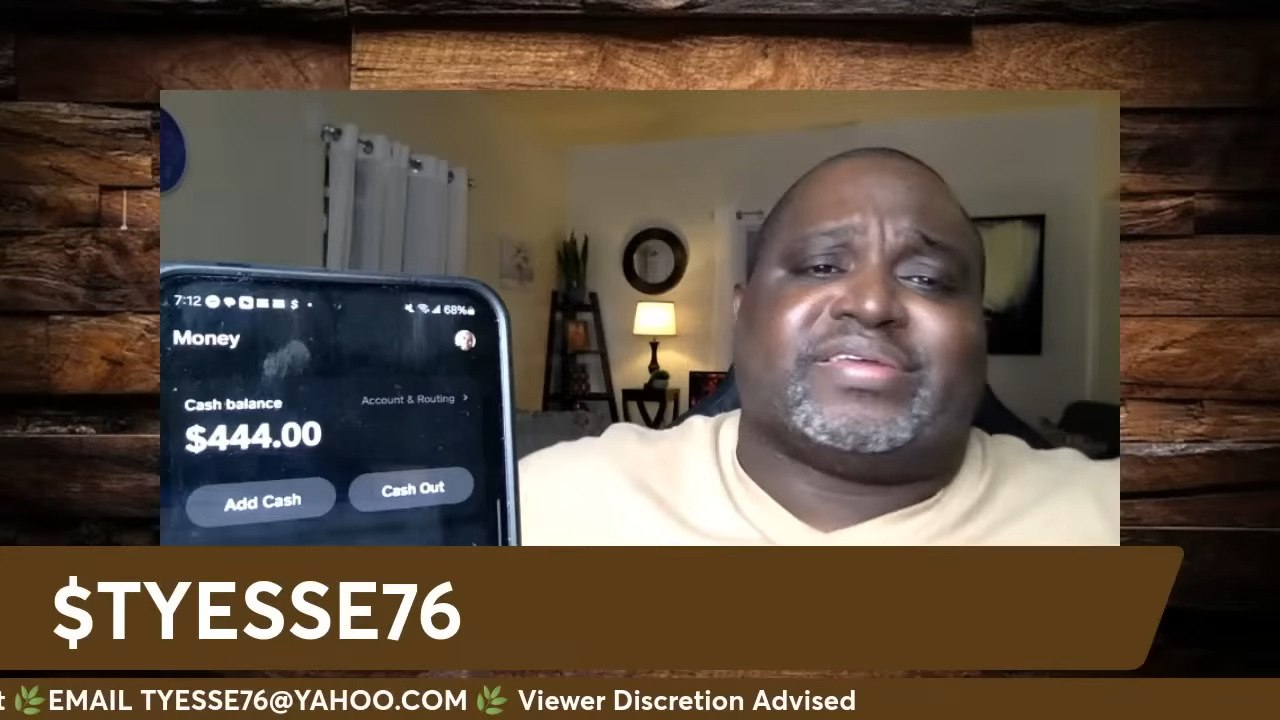 7:12
$
68%
Money
Cash balance
Account & Routing >
$444.00
Add Cash
Cash Out
$TYESSE76
t 🌿EMAIL TYESSE76@YAHOO.COM 🌿 Viewer Discretion Advised